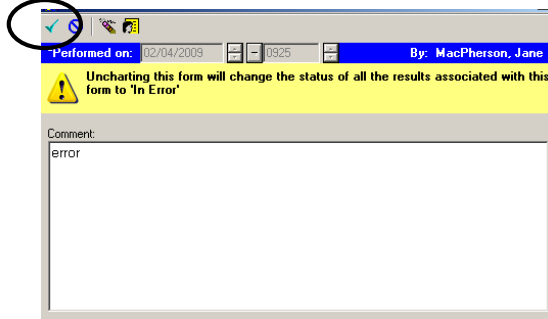 *Performed on: 02/04/2009 0925 By: MacPherson, Jane
Uncharting this form will change the status of all the results associated with this
form to 'In Error'
Comment:
error